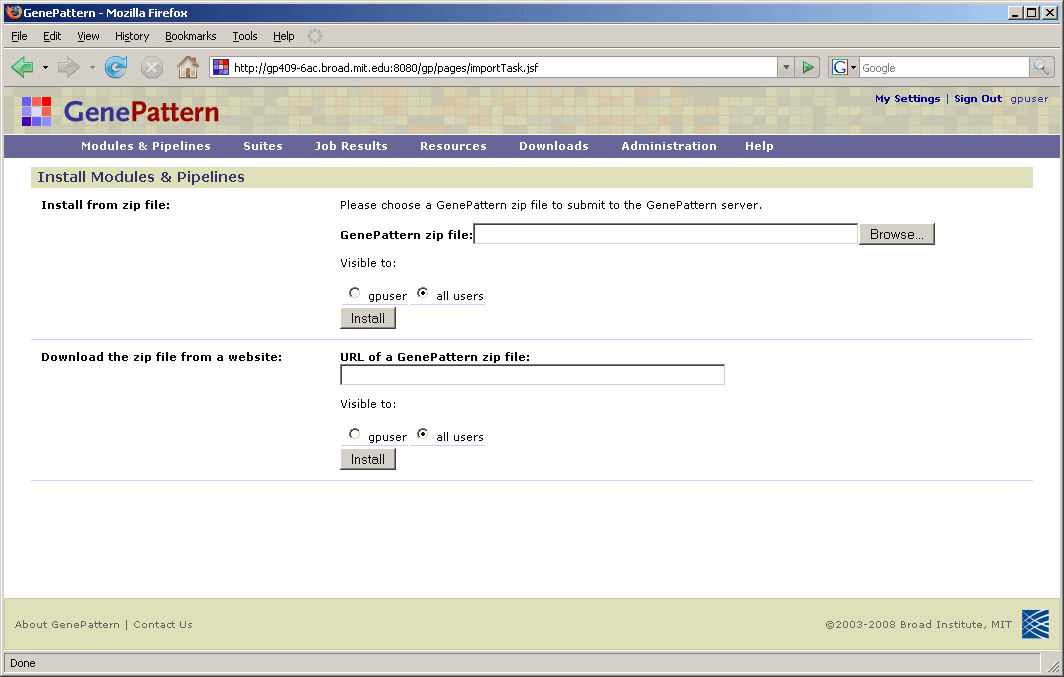 GenePattern - Mozilla Firefox
File Edit View History Bookmarks Tools Help
http://gp409-6ac.broad.mit.edu:8080/gp/pages/importTask.jsf G Google
My Settings | Sign Out gpuser
GenePattern
Modules & Pipelines Suites Job Results Resources Downloads Administration Help
Install Modules & Pipelines
Install from zip file: Please choose a GenePattern zip file to submit to the GenePattern server.
GenePattern zip file: Browse...
Visible to:
gpuser all users
Install
Download the zip file from a website: URL of a GenePattern zip file:
Visible to:
gpuser all users
Install
About GenePattern | Contact Us ©2003-2008 Broad Institute, MIT
Done